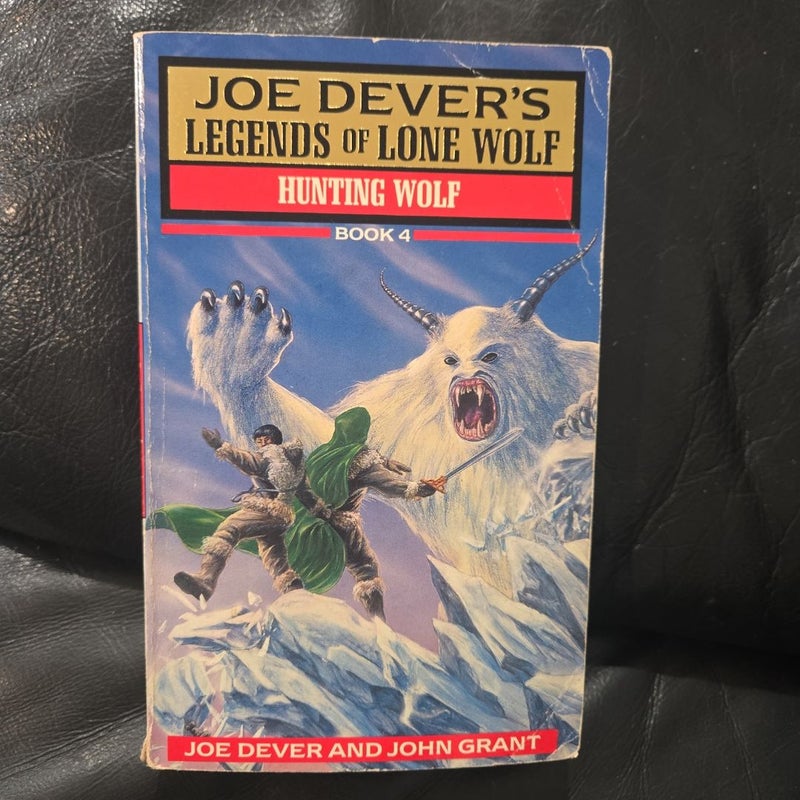 JOE DEVER'S
LEGENDS OF LONE WOLF
HUNTING WOLF
BOOK 4
JOE DEVER AND JOHN GRANT